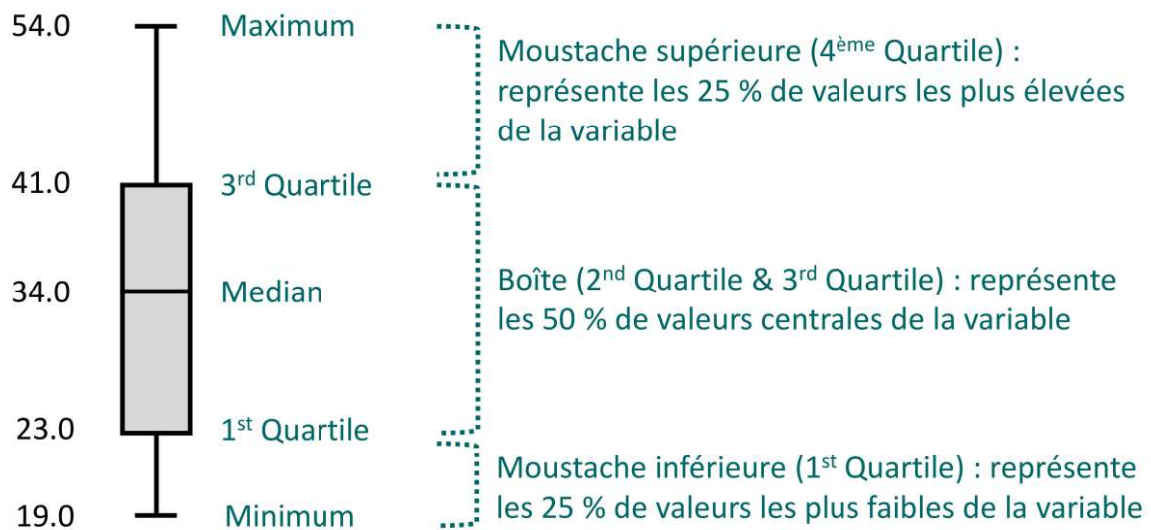 54.0 Maximum
Moustache supérieure (4ème Quartile) :
représente les 25 % de valeurs les plus élevées
de la variable
41.0 3rd Quartile
34.0 Median
Boîte (2nd Quartile & 3rd Quartile) : représente
les 50 % de valeurs centrales de la variable
23.0 1st Quartile
Moustache inférieure (1st Quartile) : représente
les 25 % de valeurs les plus faibles de la variable
19.0 Minimum